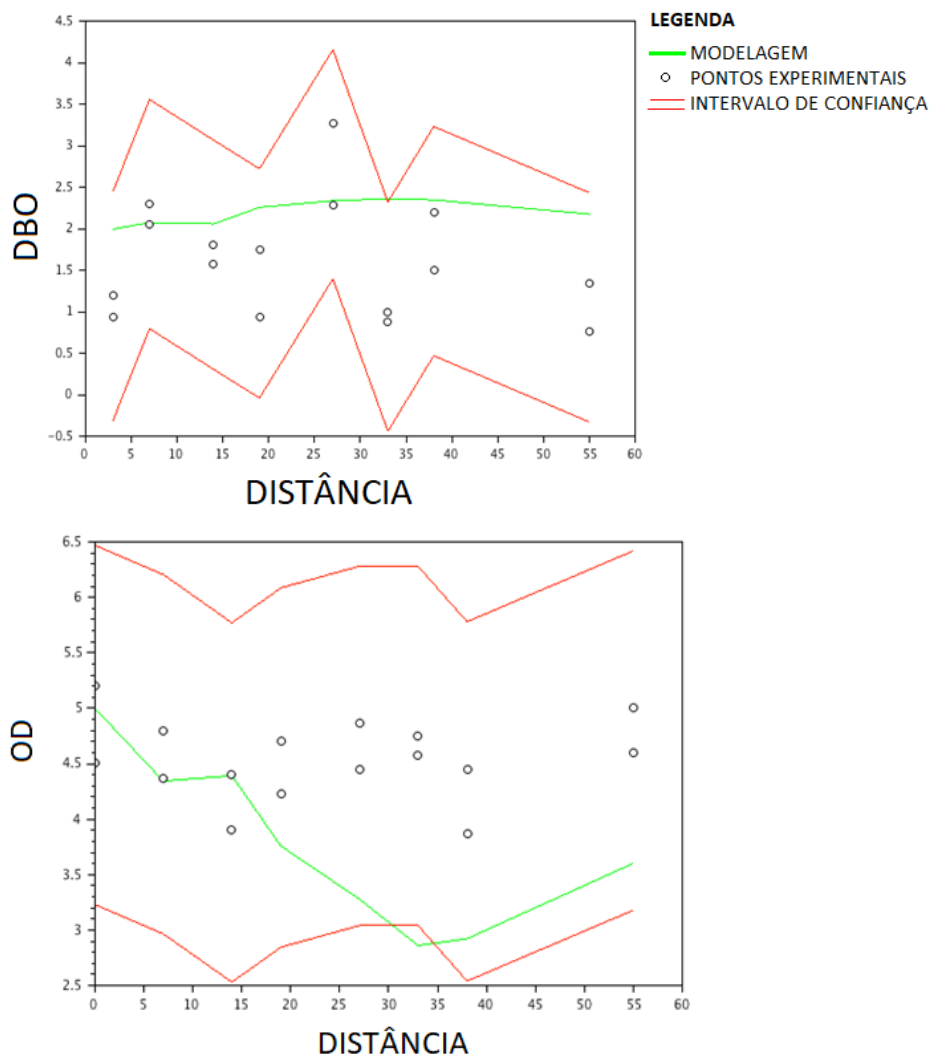 LEGENDA
MODELAGEM
PONTOS EXPERIMENTAIS
INTERVALO DE CONFIANÇA
4.5
4
3.5
3
2.5
2
1.5
1
0.5
0
−0.5
DBO
0 5 10 15 20 25 30 35 40 45 50 55 60
DISTÂNCIA
6.5
6
5.5
5
4.5
4
3.5
3
2.5
OD
0 5 10 15 20 25 30 35 40 45 50 55 60
DISTÂNCIA